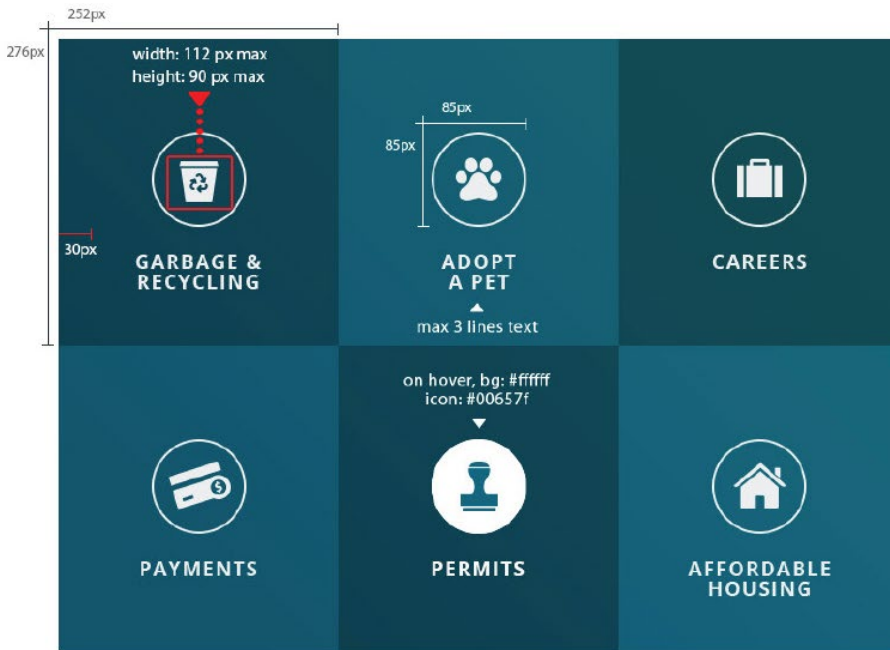 252px
276px
width: 112 px max
height: 90 px max
85px
85px
30px
GARBAGE &
RECYCLING
ADOPT
A PET
CAREERS
max 3 lines text
on hover, bg: #ffffff
icon: #00657f
$
PAYMENTS
PERMITS
AFFORDABLE
HOUSING